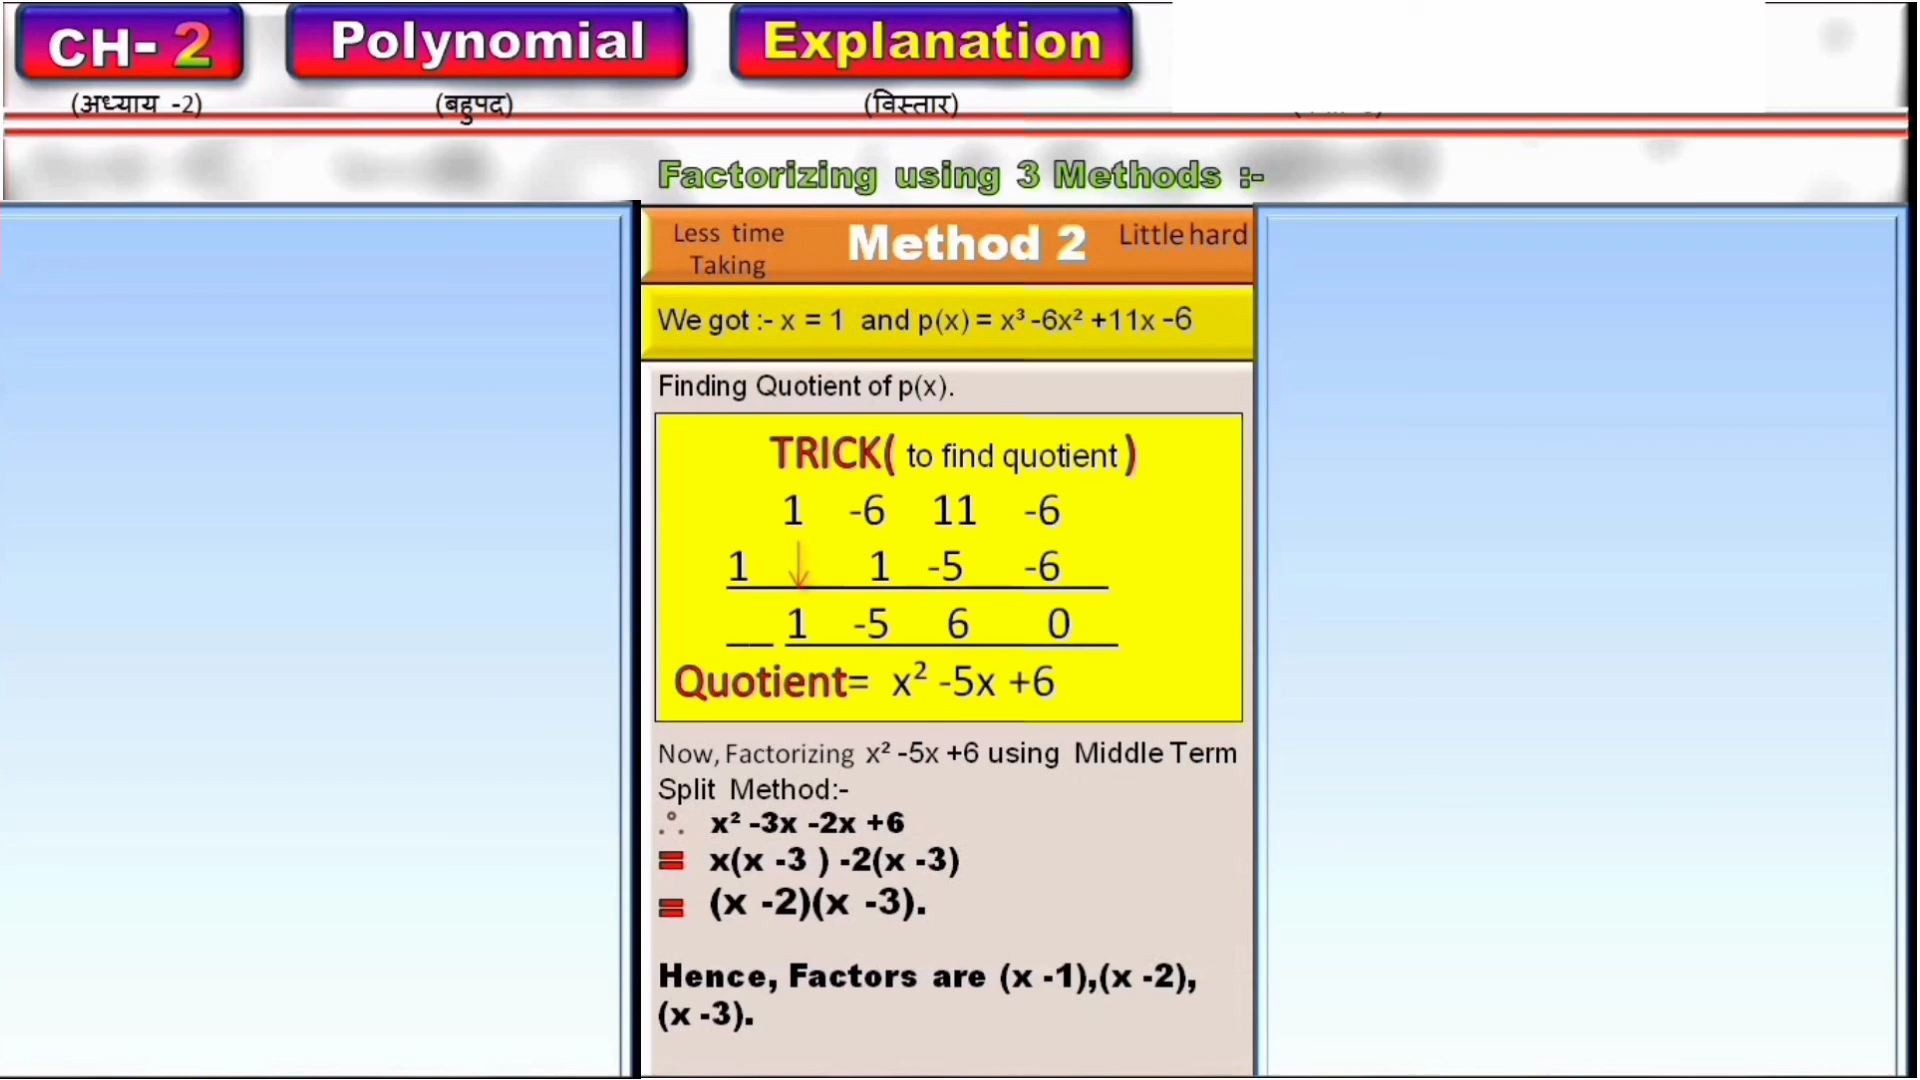 CH- 2 Polynomial Explanation
(अध्याय -2) (बहुपद) (विस्तार)
Factorizing using 3 Methods :-
Less time Taking Method 2 Little hard
We got :- x = 1 and p(x) = x³ -6x² +11x -6
Finding Quotient of p(x).
TRICK( to find quotient )
1 -6 11 -6
1 ↓ 1 -5 -6
1 -5 6 0
Quotient= x² -5x +6
Now, Factorizing x² -5x +6 using Middle Term
Split Method:-
∴ x² -3x -2x +6
= x(x -3 ) -2(x -3)
= (x -2)(x -3).
Hence, Factors are (x -1),(x -2),
(x -3).